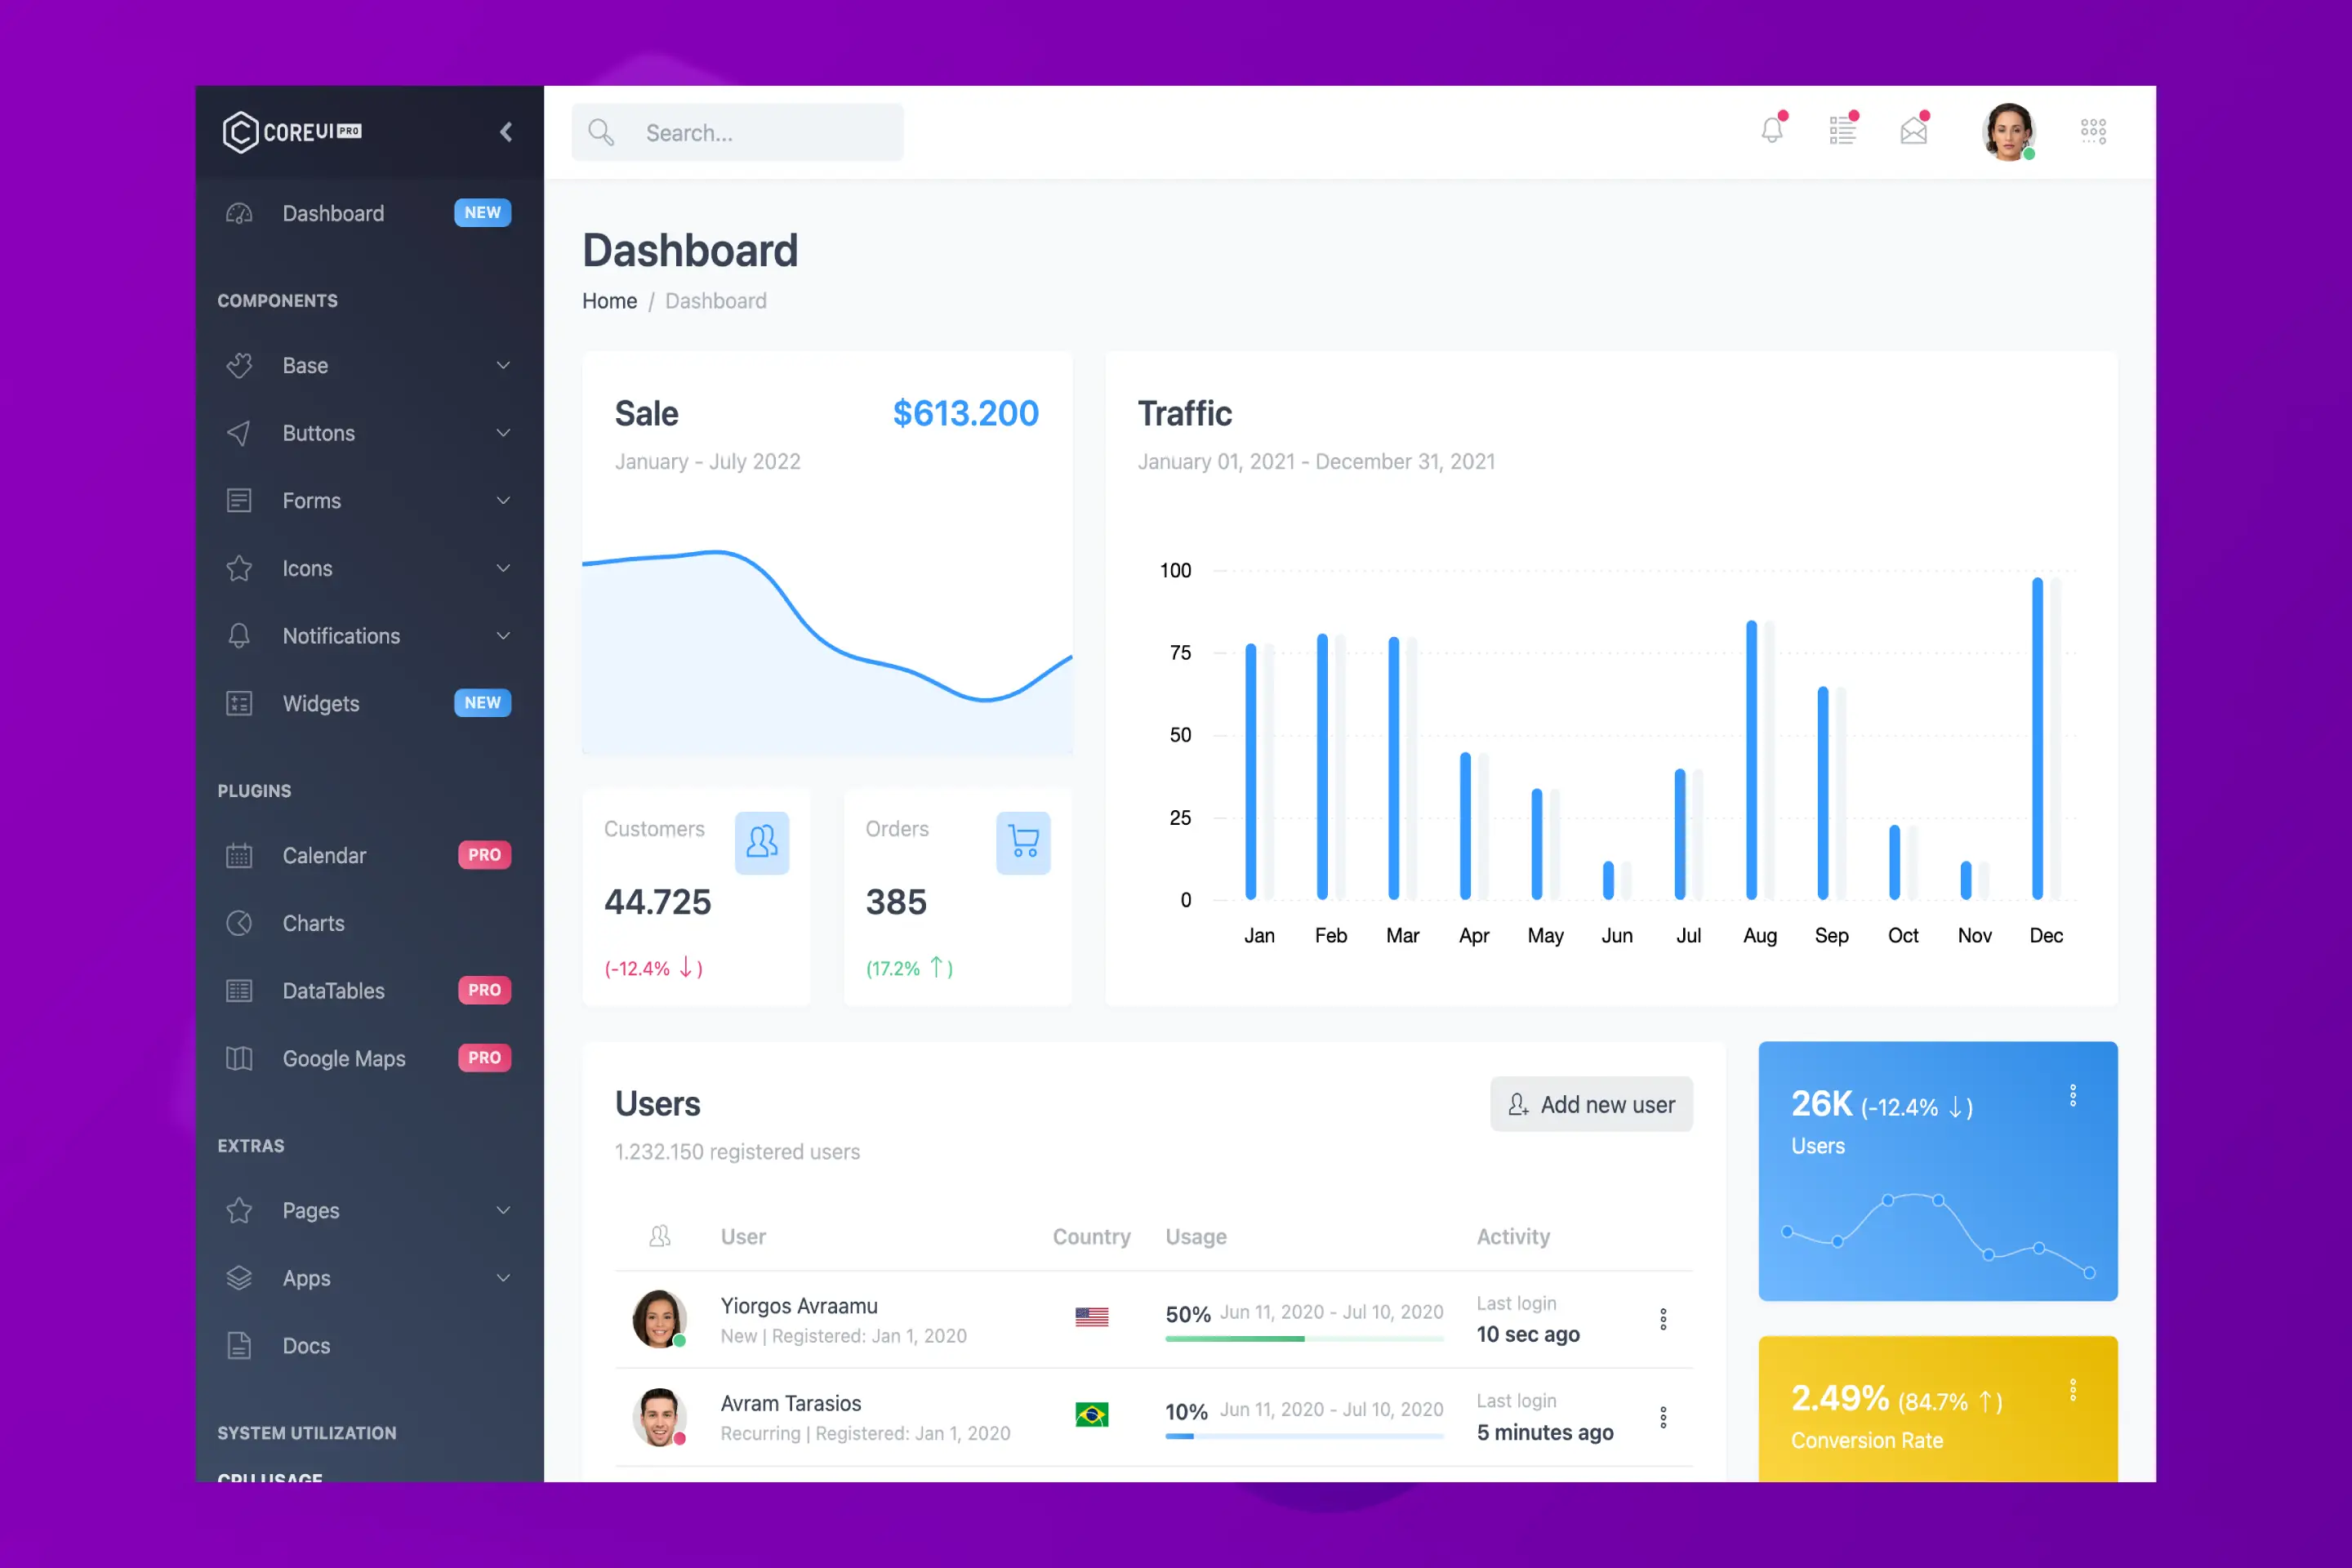 COREUI PRO
Search...
Dashboard NEW
COMPONENTS
Base
Buttons
Forms
Icons
Notifications
Widgets NEW
PLUGINS
Calendar PRO
Charts
DataTables PRO
Google Maps PRO
EXTRAS
Pages
Apps
Docs
SYSTEM UTILIZATION
CPU USAGE
Dashboard
Home / Dashboard
Sale $613.200
January - July 2022
Traffic
January 01, 2021 - December 31, 2021
100
75
50
25
0
Jan Feb Mar Apr May Jun Jul Aug Sep Oct Nov Dec
Customers
44.725
(-12.4% ↓)
Orders
385
(17.2% ↑)
Users
Add new user
1.232.150 registered users
User Country Usage Activity
Yiorgos Avraamu
New | Registered: Jan 1, 2020
50% Jun 11, 2020 - Jul 10, 2020
Last login
10 sec ago
Avram Tarasios
Recurring | Registered: Jan 1, 2020
10% Jun 11, 2020 - Jul 10, 2020
Last login
5 minutes ago
26K (-12.4% ↓)
Users
2.49% (84.7% ↑)
Conversion Rate